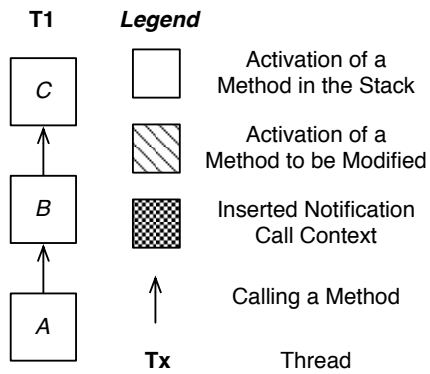 T1
Legend
C
Activation of a
Method in the Stack
Activation of a
Method to be Modified
B
Inserted Notification
Call Context
Calling a Method
A
Tx
Thread